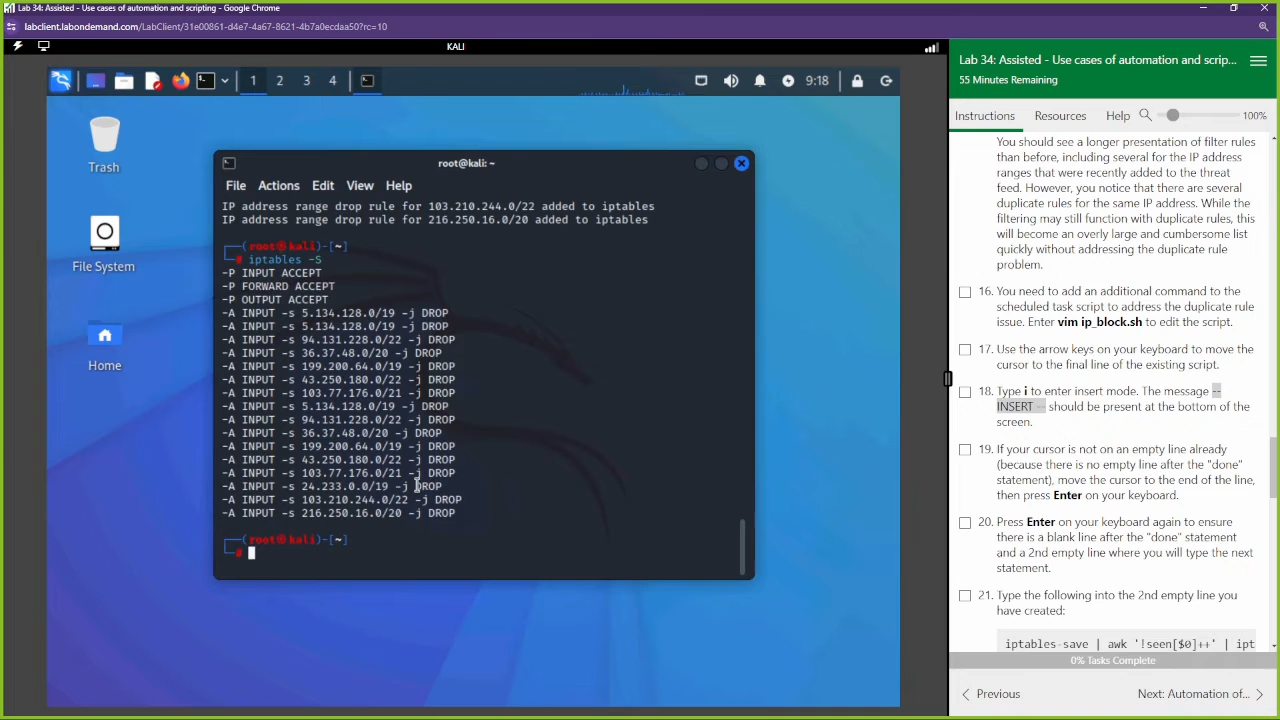 Lab 34: Assisted - Use cases of automation and scripting - Google Chrome
labclient.labondemand.com/LabClient/31e00861-d4e7-4a67-8621-4b7a0ecdaa50?rc=10
KALI
1 2 3 4 9:18
Trash
File System
Home
root@kali: ~
File Actions Edit View Help
IP address range drop rule for 103.210.244.0/22 added to iptables
IP address range drop rule for 216.250.16.0/20 added to iptables
┌──(root㉿kali)-[~]
└─# iptables -S
-P INPUT ACCEPT
-P FORWARD ACCEPT
-P OUTPUT ACCEPT
-A INPUT -s 5.134.128.0/19 -j DROP
-A INPUT -s 5.134.128.0/19 -j DROP
-A INPUT -s 94.131.228.0/22 -j DROP
-A INPUT -s 36.37.48.0/20 -j DROP
-A INPUT -s 199.200.64.0/19 -j DROP
-A INPUT -s 43.250.180.0/22 -j DROP
-A INPUT -s 103.77.176.0/21 -j DROP
-A INPUT -s 5.134.128.0/19 -j DROP
-A INPUT -s 94.131.228.0/22 -j DROP
-A INPUT -s 36.37.48.0/20 -j DROP
-A INPUT -s 199.200.64.0/19 -j DROP
-A INPUT -s 43.250.180.0/22 -j DROP
-A INPUT -s 103.77.176.0/21 -j DROP
-A INPUT -s 24.233.0.0/19 -j DROP
-A INPUT -s 103.210.244.0/22 -j DROP
-A INPUT -s 216.250.16.0/20 -j DROP
┌──(root㉿kali)-[~]
└─#
Lab 34: Assisted - Use cases of automation and scrip...
55 Minutes Remaining
Instructions Resources Help 100%
You should see a longer presentation of filter rules
than before, including several for the IP address
ranges that were recently added to the threat
feed. However, you notice that there are several
duplicate rules for the same IP address. While the
filtering may still function with duplicate rules, this
will become an overly large and cumbersome list
quickly without addressing the duplicate rule
problem.
16. You need to add an additional command to the
scheduled task script to address the duplicate rule
issue. Enter vim ip_block.sh to edit the script.
17. Use the arrow keys on your keyboard to move the
cursor to the final line of the existing script.
18. Type i to enter insert mode. The message --
INSERT -- should be present at the bottom of the
screen.
19. If your cursor is not on an empty line already
(because there is no empty line after the "done"
statement), move the cursor to the end of the line,
then press Enter on your keyboard.
20. Press Enter on your keyboard again to ensure
there is a blank line after the "done" statement
and a 2nd empty line where you will type the next
statement.
21. Type the following into the 2nd empty line you
have created:
iptables-save | awk '!seen[$0]++' | ipt
0% Tasks Complete
Previous Next: Automation of...